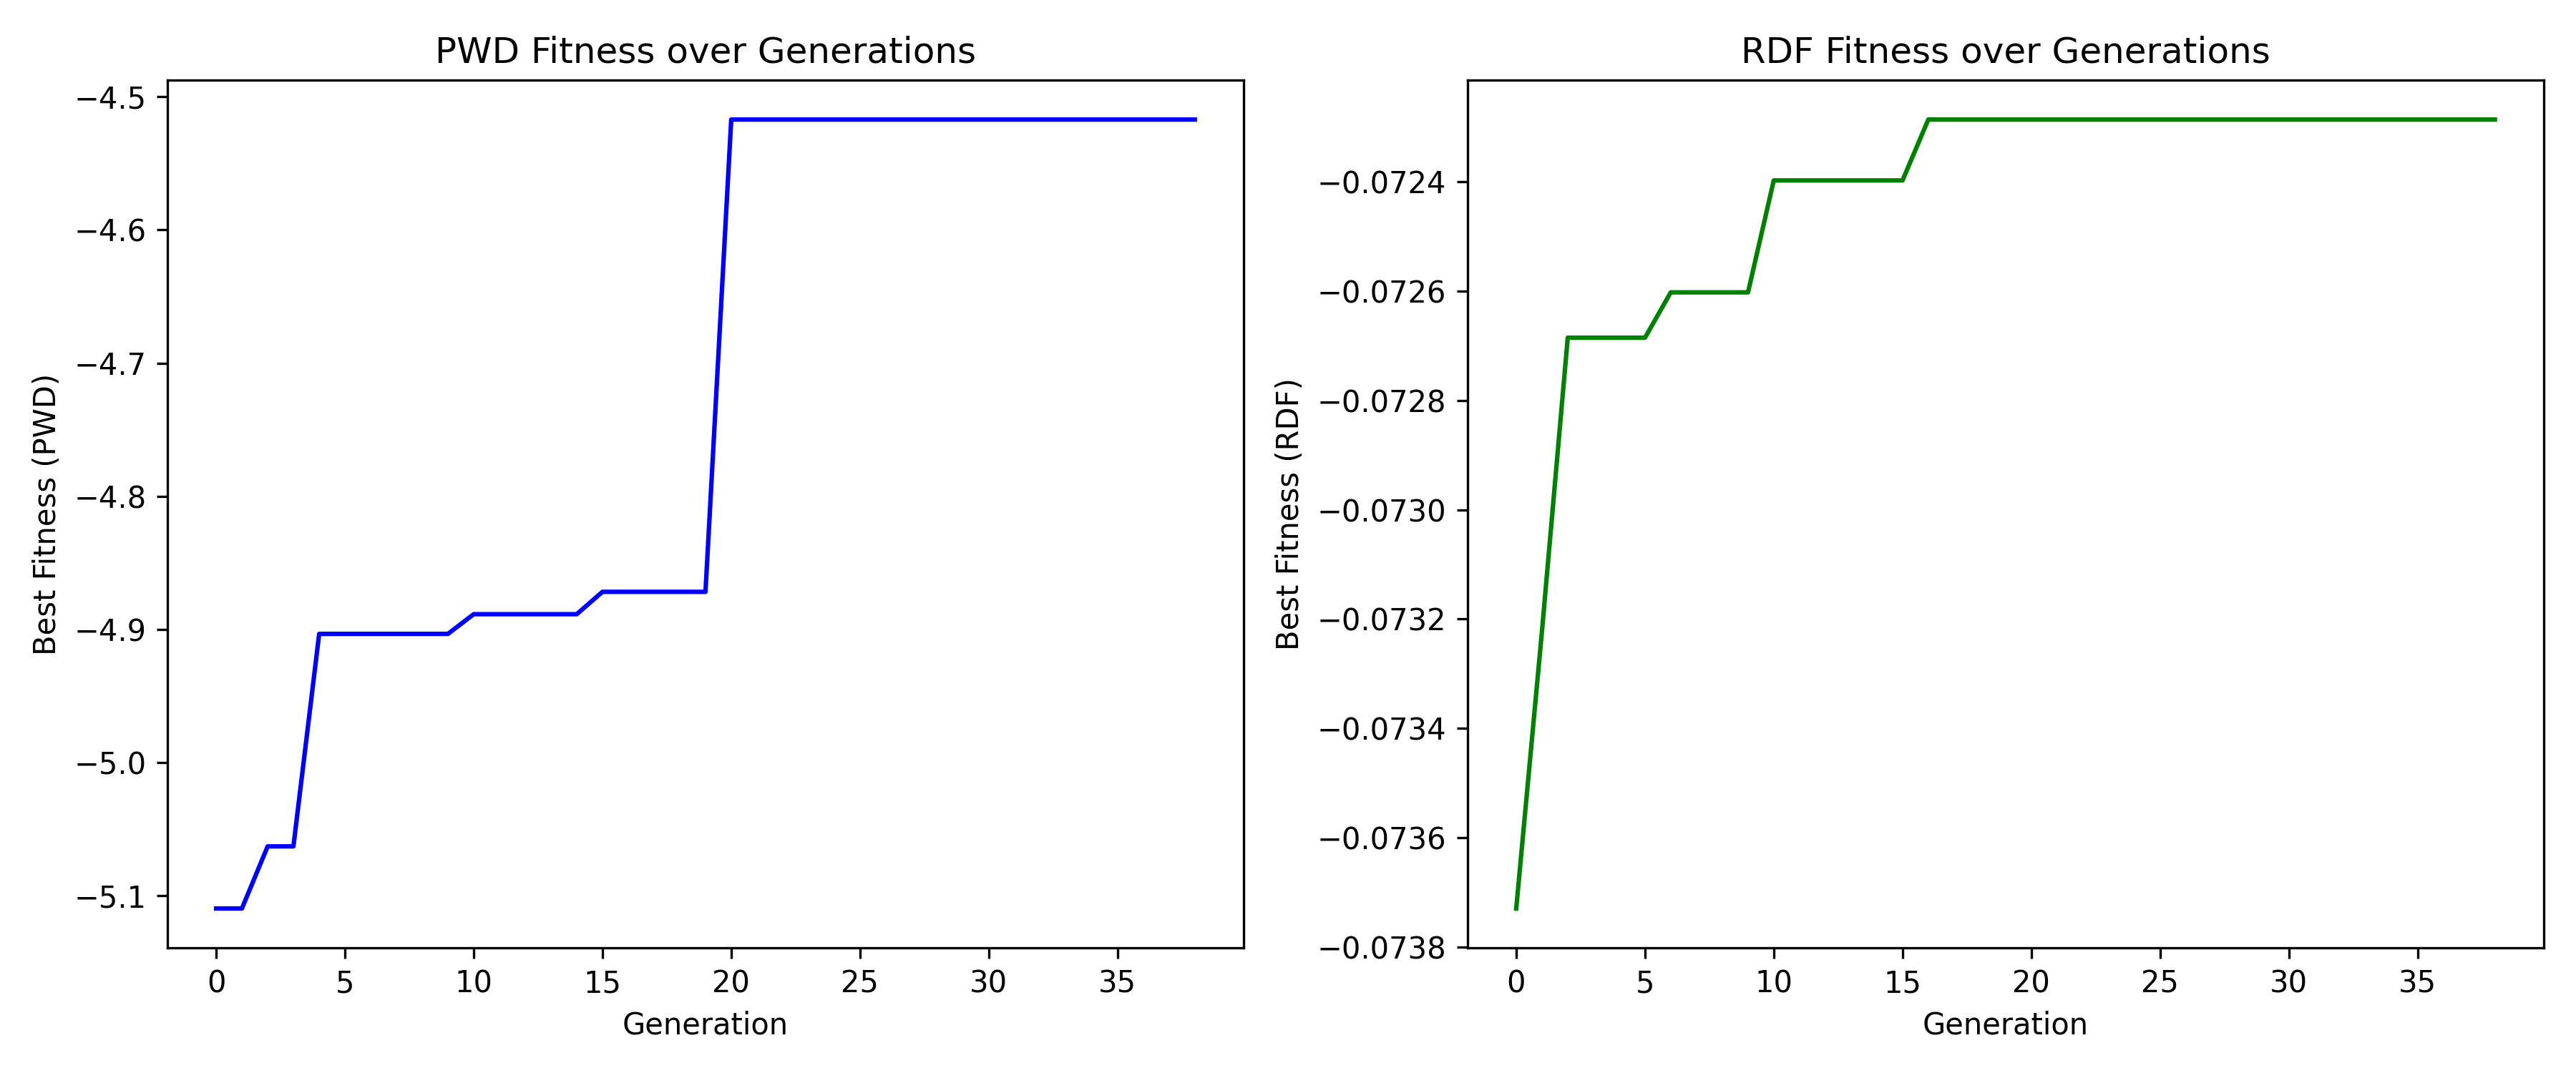 PWD Fitness over Generations
Best Fitness (PWD)
−4.5
−4.6
−4.7
−4.8
−4.9
−5.0
−5.1
0 5 10 15 20 25 30 35
Generation
RDF Fitness over Generations
Best Fitness (RDF)
−0.0724
−0.0726
−0.0728
−0.0730
−0.0732
−0.0734
−0.0736
−0.0738
0 5 10 15 20 25 30 35
Generation